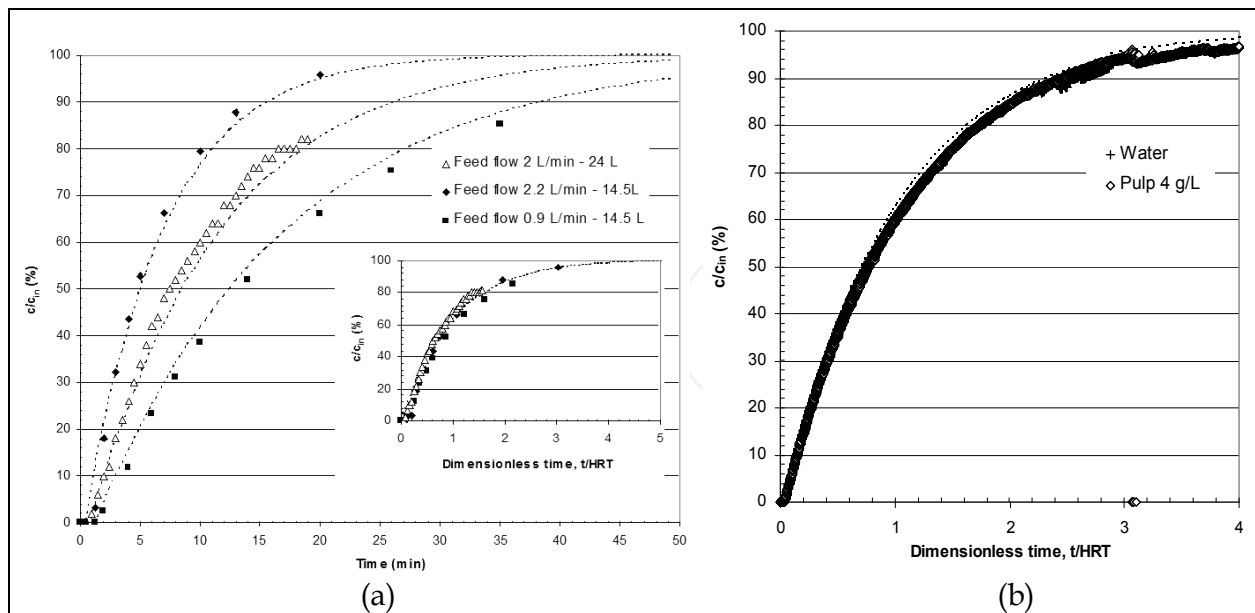 100
90
80
70
60
50
40
30
20
10
0
c/cin (%)
0 5 10 15 20 25 30 35 40 45 50
Time (min)
Feed flow 2 L/min - 24 L
Feed flow 2.2 L/min - 14.5L
Feed flow 0.9 L/min - 14.5 L
100
80
60
40
20
0
c/cin (%)
0 1 2 3 4 5
Dimensionless time, t/HRT
(a)
100
90
80
70
60
50
40
30
20
10
0
c/cin (%)
Water
Pulp 4 g/L
0 1 2 3 4
Dimensionless time, t/HRT
(b)